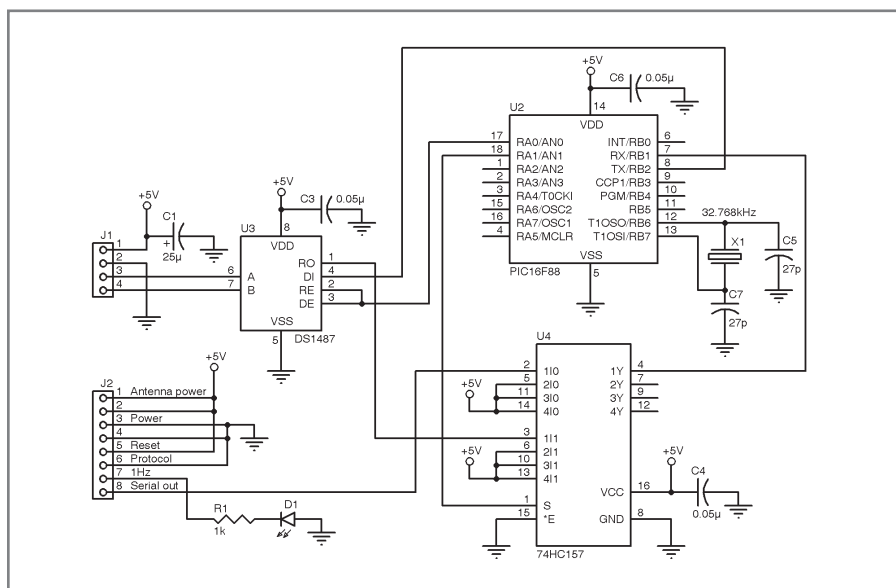 +5V
C6
0.05µ
U2
14
VDD
17 RA0/AN0 INT/RB0 6
18 RA1/AN1 RX/RB1 7
1 RA2/AN2 TX/RB2 8
2 RA3/AN3 CCP1/RB3 9
3 RA4/T0CKI PGM/RB4 10
15 RA6/OSC2 RB5 11
16 RA7/OSC1 T1OSO/RB6 12
4 RA5/MCLR T1OSI/RB7 13
VSS
PIC16F88
5
32.768kHz
X1
C5
27p
C7
27p
+5V
C3
0.05µ
U3
8
VDD
RO 1
DI 4
RE 2
DE 3
6 A
7 B
VSS
5
DS1487
+5V
C1
+
25µ
J1
1
2
3
4
+5V
J2
1 Antenna power
2
3 Power
4
5 Reset
6 Protocol
7 1Hz
8 Serial out
R1
1k
D1
U4
2 1I0 1Y 4
5 2I0 2Y 7
11 3I0 3Y 9
14 4I0 4Y 12
+5V
3 1I1
6 2I1
10 3I1
13 4I1
+5V
1 S
15 *E
VCC 16
GND 8
74HC157
+5V
C4
0.05µ